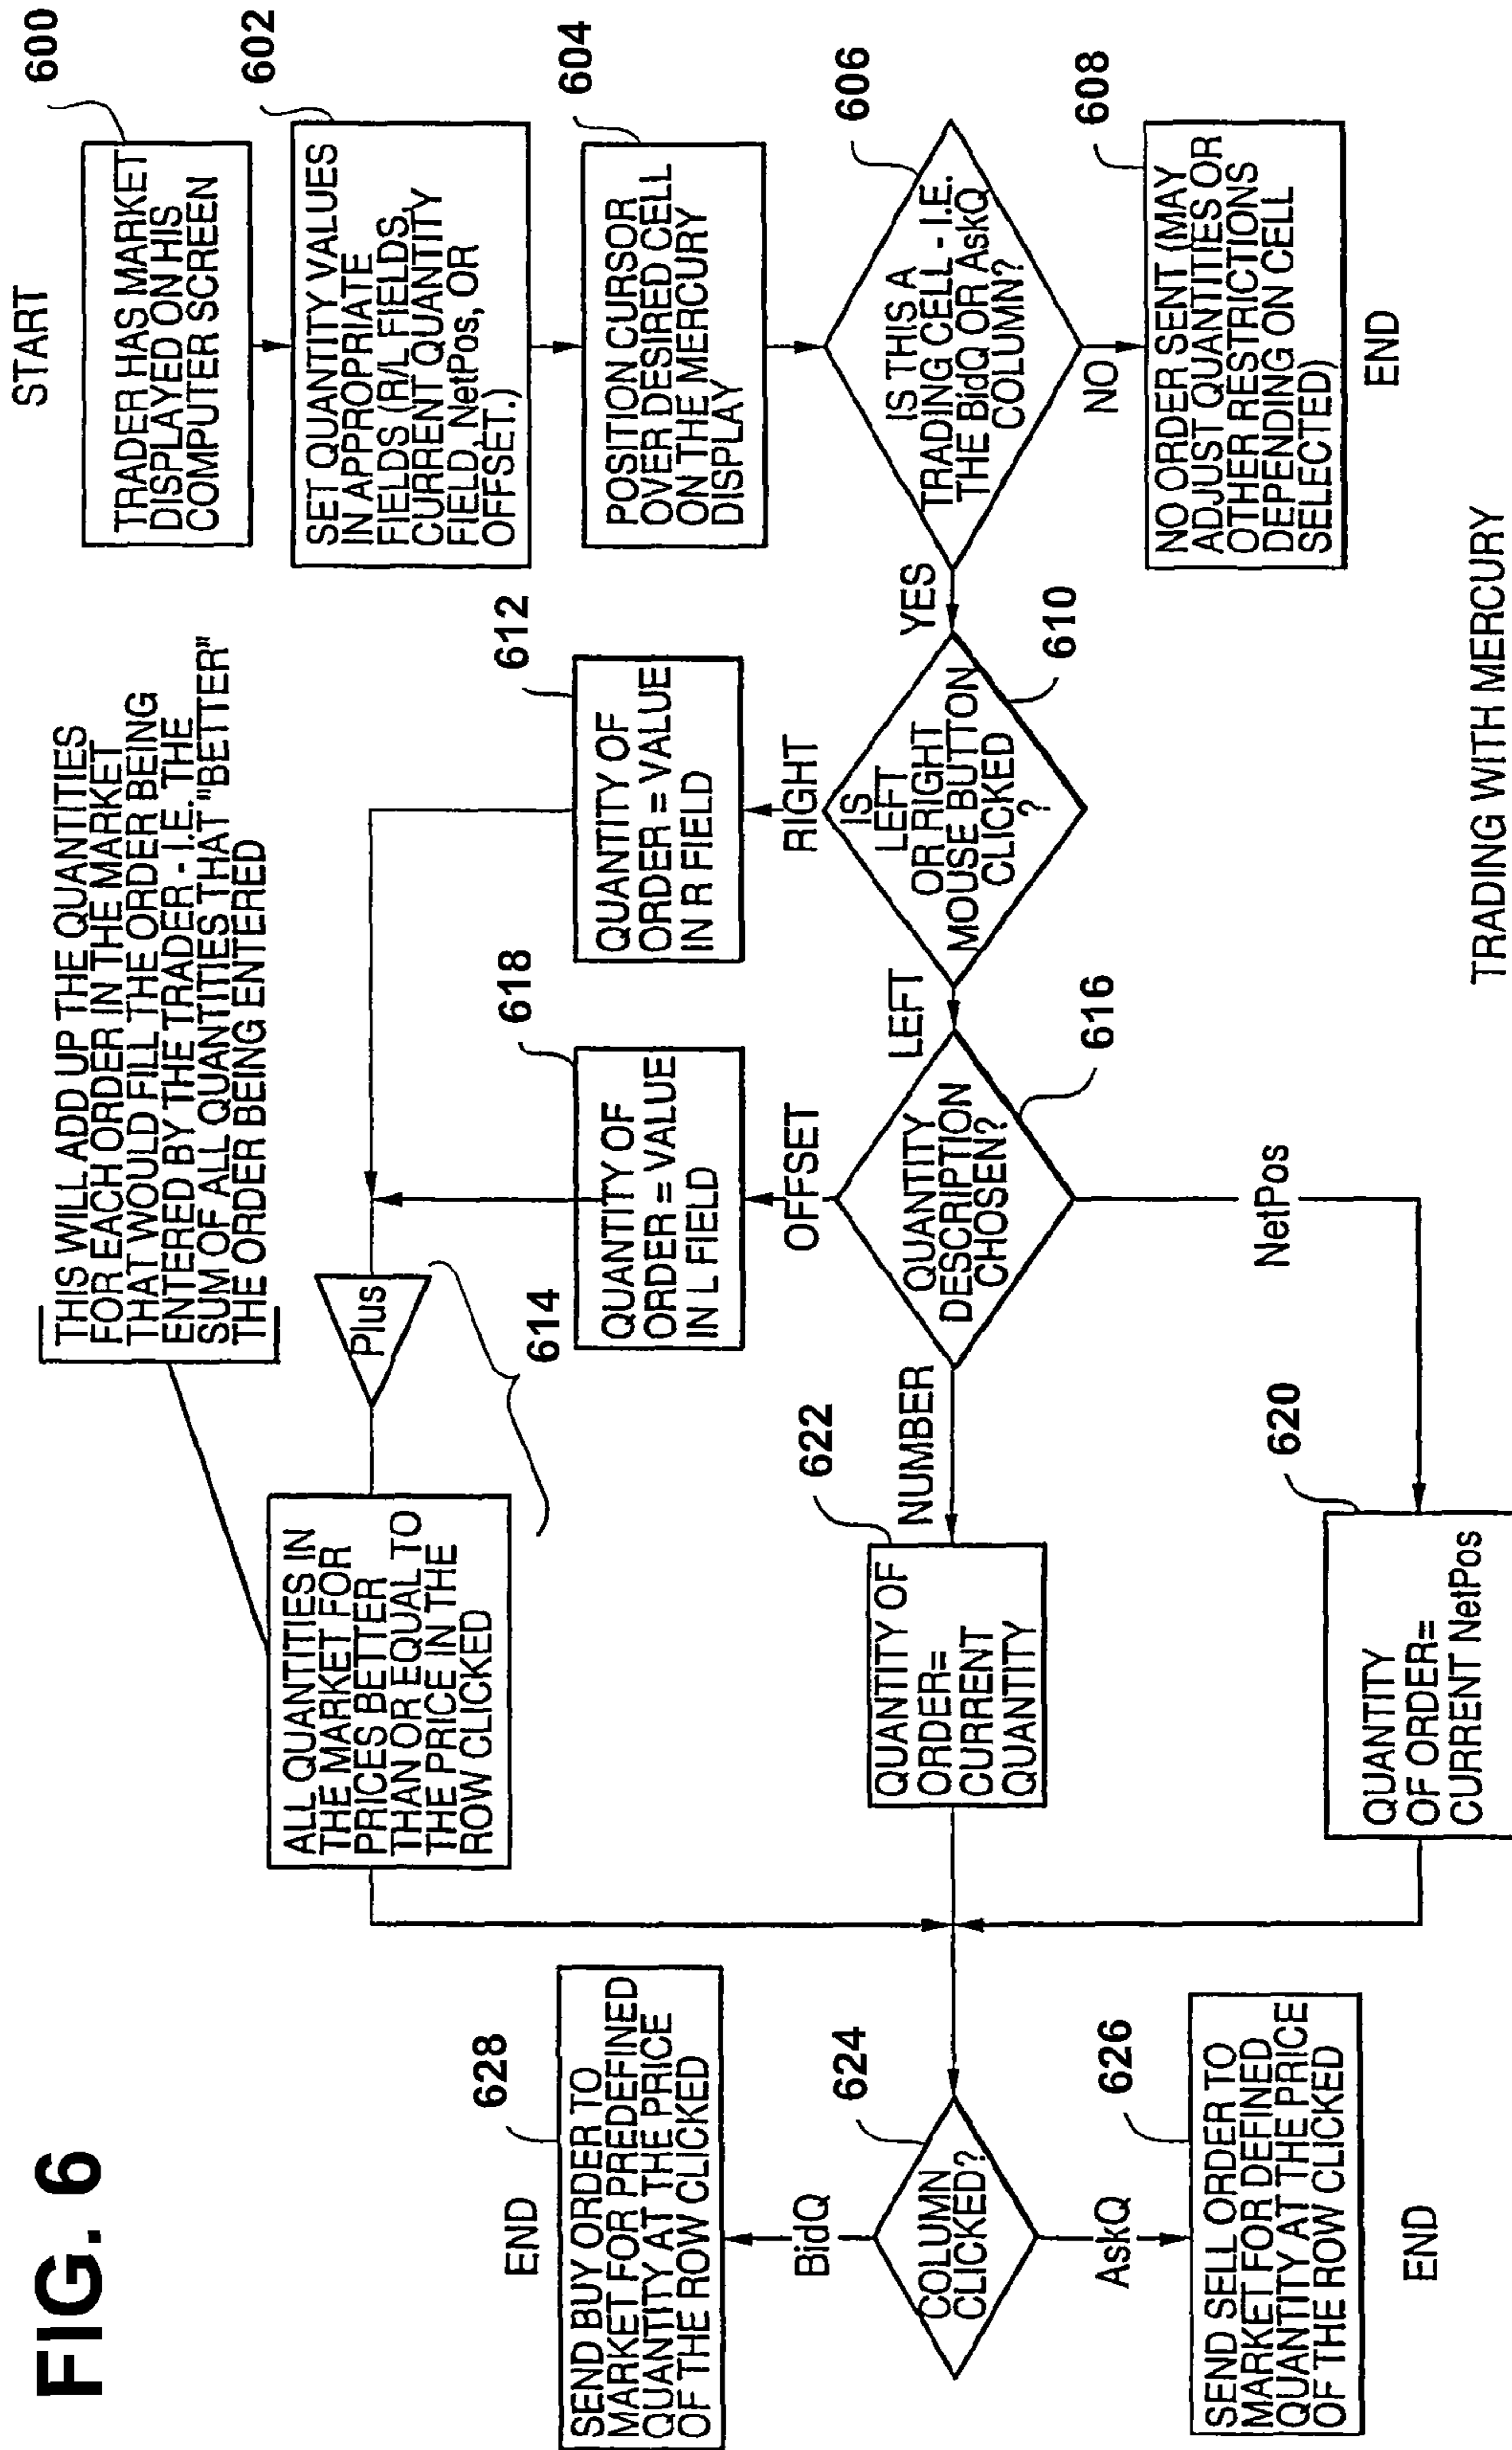 FIG. 6
START
600
TRADER HAS MARKET
DISPLAYED ON HIS
COMPUTER SCREEN
602
SET QUANTITY VALUES
IN APPROPRIATE
FIELDS (R/L FIELDS,
CURRENT QUANTITY
FIELD, NetPos, OR
OFFSET.)
604
POSITION CURSOR
OVER DESIRED CELL
ON THE MERCURY
DISPLAY
606
IS THIS A
TRADING CELL - I.E.
THE BidQ OR AskQ
COLUMN?
NO
608
NO ORDER SENT (MAY
ADJUST QUANTITIES OR
OTHER RESTRICTIONS
DEPENDING ON CELL
SELECTED)
END
YES
610
IS
LEFT
OR RIGHT
MOUSE BUTTON
CLICKED
?
RIGHT
612
QUANTITY OF
ORDER = VALUE
IN R FIELD
LEFT
616
QUANTITY
DESCRIPTION
CHOSEN?
OFFSET
618
QUANTITY OF
ORDER = VALUE
IN L FIELD
Plus
614
ALL QUANTITIES IN
THE MARKET FOR
PRICES BETTER
THAN OR EQUAL TO
THE PRICE IN THE
ROW CLICKED
THIS WILL ADD UP THE QUANTITIES
FOR EACH ORDER IN THE MARKET
THAT WOULD FILL THE ORDER BEING
ENTERED BY THE TRADER - I.E. THE
SUM OF ALL QUANTITIES THAT "BETTER"
THE ORDER BEING ENTERED
NUMBER
622
QUANTITY OF
ORDER=
CURRENT
QUANTITY
NetPos
620
QUANTITY
OF ORDER=
CURRENT NetPos
624
COLUMN
CLICKED?
BidQ
628
SEND BUY ORDER TO
MARKET FOR PREDEFINED
QUANTITY AT THE PRICE
OF THE ROW CLICKED
END
AskQ
626
SEND SELL ORDER TO
MARKET FOR DEFINED
QUANTITY AT THE PRICE
OF THE ROW CLICKED
END
TRADING WITH MERCURY